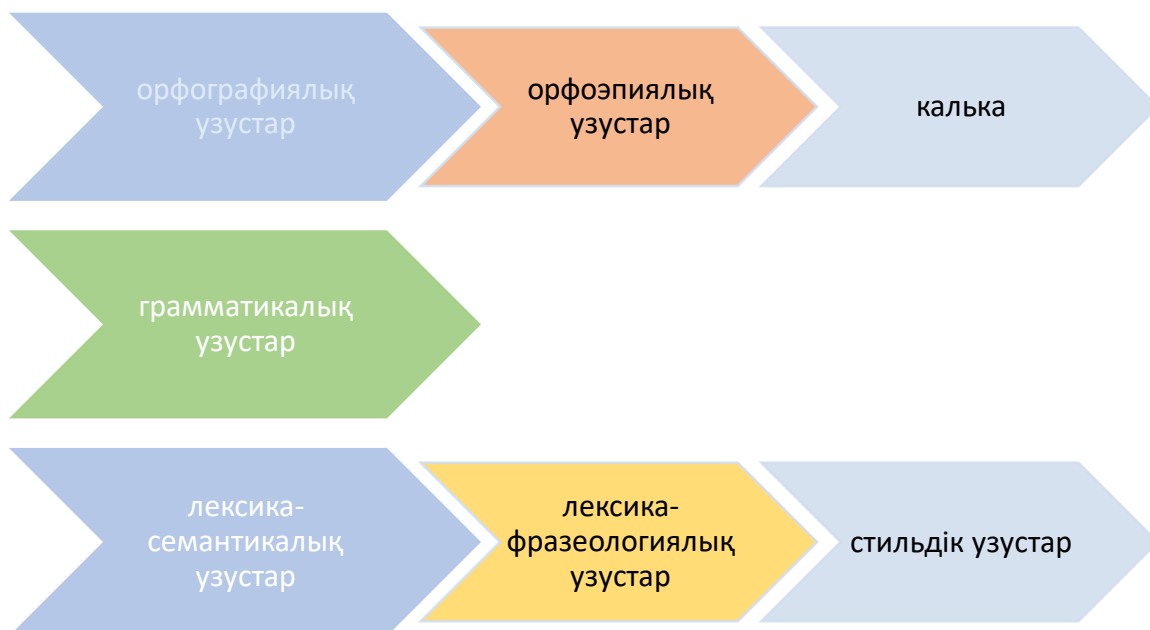 орфографиялық
узустар
орфоэпиялық
узустар
калька
грамматикалық
узустар
лексика-
семантикалық
узустар
лексика-
фразеологиялық
узустар
стильдік узустар